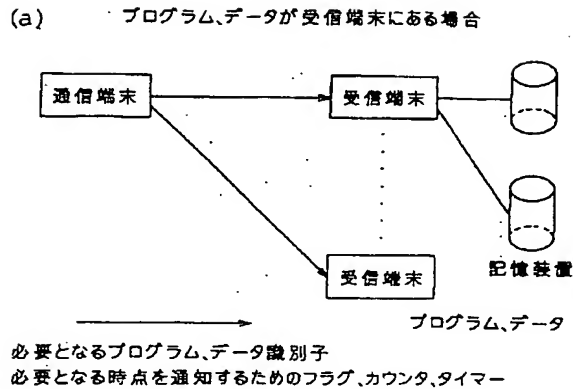 (a) プログラム、データが受信端末にある場合
通信端末
受信端末
受信端末
記憶装置
プログラム、データ
必要となるプログラム、データ識別子
必要となる時点を通知するためのフラグ、カウンタ、タイマー